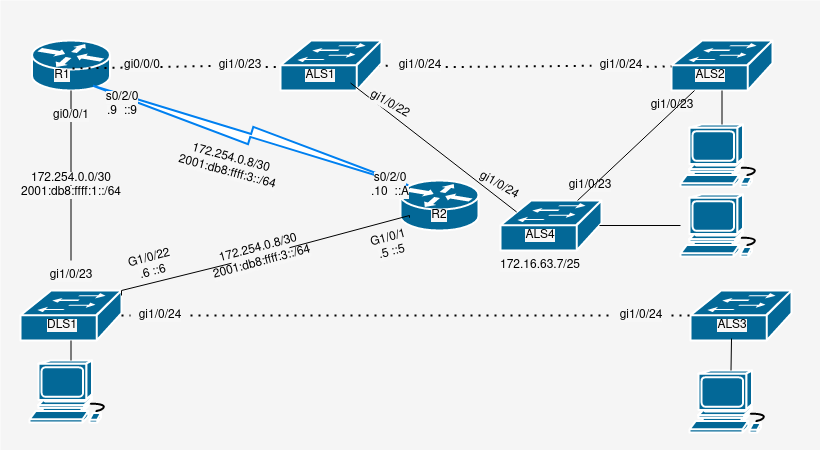 gi0/0/0
gi1/0/23
gi1/0/24
gi1/0/24
R1
ALS1
ALS2
s0/2/0
.9 ::9
gi0/0/1
gi1/0/22
gi1/0/23
172.254.0.8/30
2001:db8:ffff:3::/64
172.254.0.0/30
2001:db8:ffff:1::/64
s0/2/0
.10 ::A
gi1/0/24
gi1/0/23
R2
ALS4
G1/0/1
.5 ::5
172.254.0.8/30
2001:db8:ffff:3::/64
G1/0/22
.6 ::6
172.16.63.7/25
gi1/0/23
DLS1
gi1/0/24
gi1/0/24
ALS3